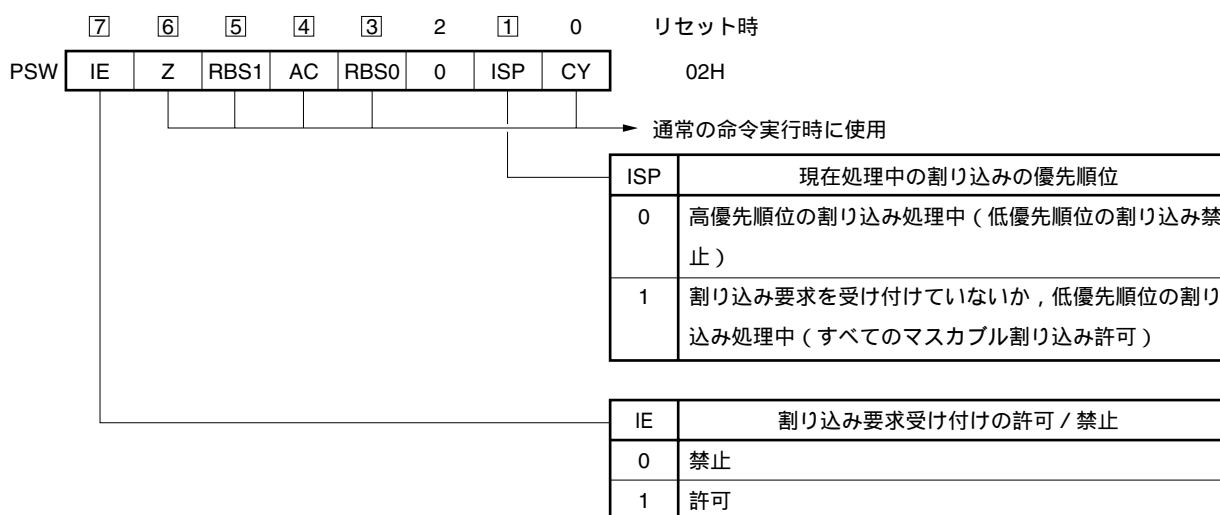 7 6 5 4 3 2 1 0 リセット時
PSW IE Z RBS1 AC RBS0 0 ISP CY 02H
通常の命令実行時に使用
ISP 現在処理中の割り込みの優先順位
0 高優先順位の割り込み処理中（低優先順位の割り込み禁
止）
1 割り込み要求を受け付けていないか，低優先順位の割り
込み処理中（すべてのマスカブル割り込み許可）
IE 割り込み要求受け付けの許可／禁止
0 禁止
1 許可